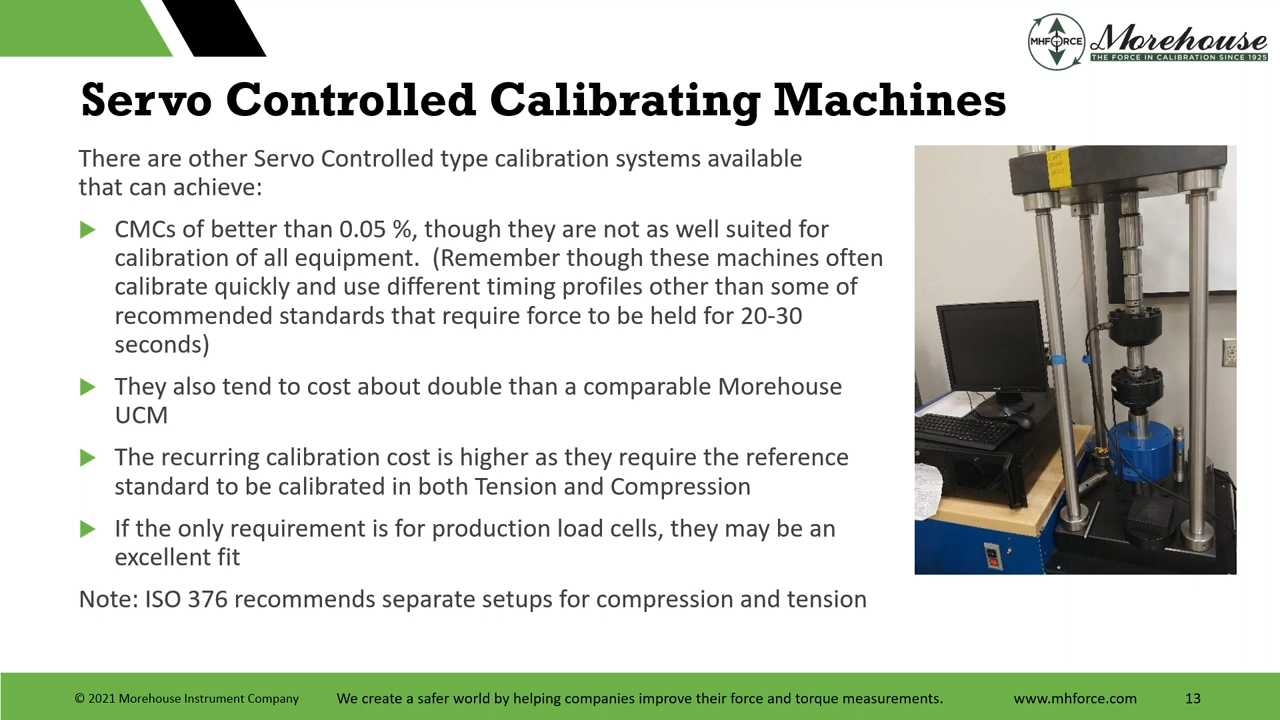 MHFORCE
Morehouse
THE FORCE IN CALIBRATION SINCE 1925
Servo Controlled Calibrating Machines
There are other Servo Controlled type calibration systems available
that can achieve:
CMCs of better than 0.05 %, though they are not as well suited for
calibration of all equipment.  (Remember though these machines often
calibrate quickly and use different timing profiles other than some of
recommended standards that require force to be held for 20-30
seconds)
They also tend to cost about double than a comparable Morehouse
UCM
The recurring calibration cost is higher as they require the reference
standard to be calibrated in both Tension and Compression
If the only requirement is for production load cells, they may be an
excellent fit
Note: ISO 376 recommends separate setups for compression and tension
© 2021 Morehouse Instrument Company
We create a safer world by helping companies improve their force and torque measurements.
www.mhforce.com
13